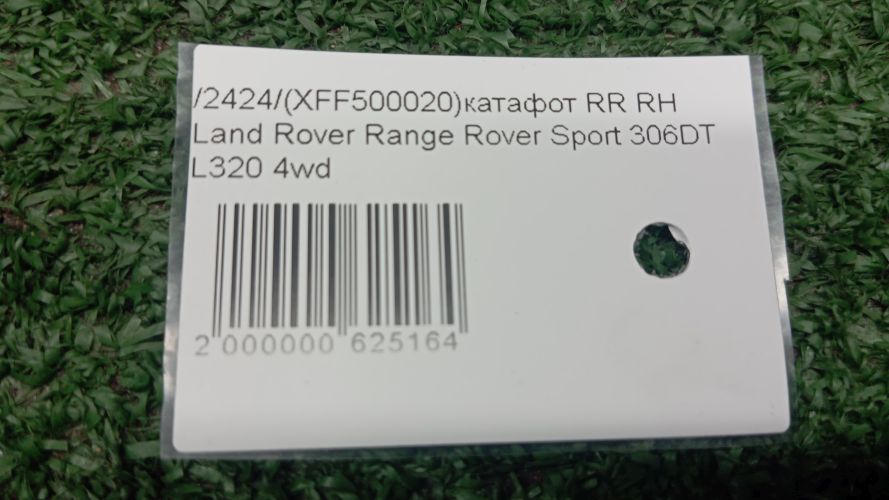 /2424/(XFF500020)катафот RR RH
Land Rover Range Rover Sport 306DT
L320 4wd
2 000000 625164